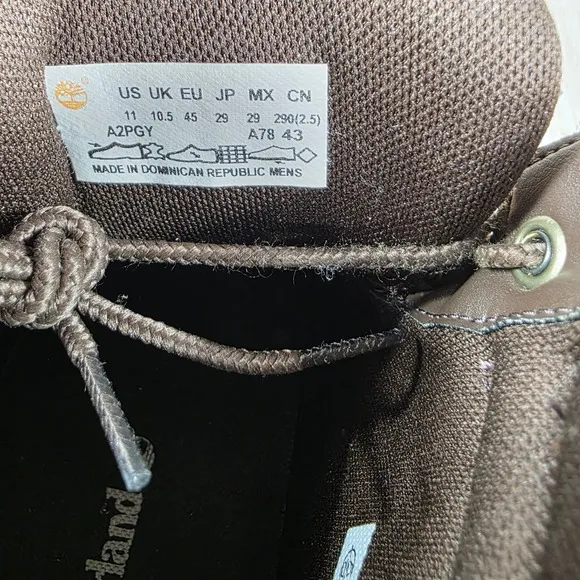 US UK EU JP MX CN
11 10.5 45 29 29 290(2.5)
A2PGY A78 43
MADE IN DOMINICAN REPUBLIC MENS
rland